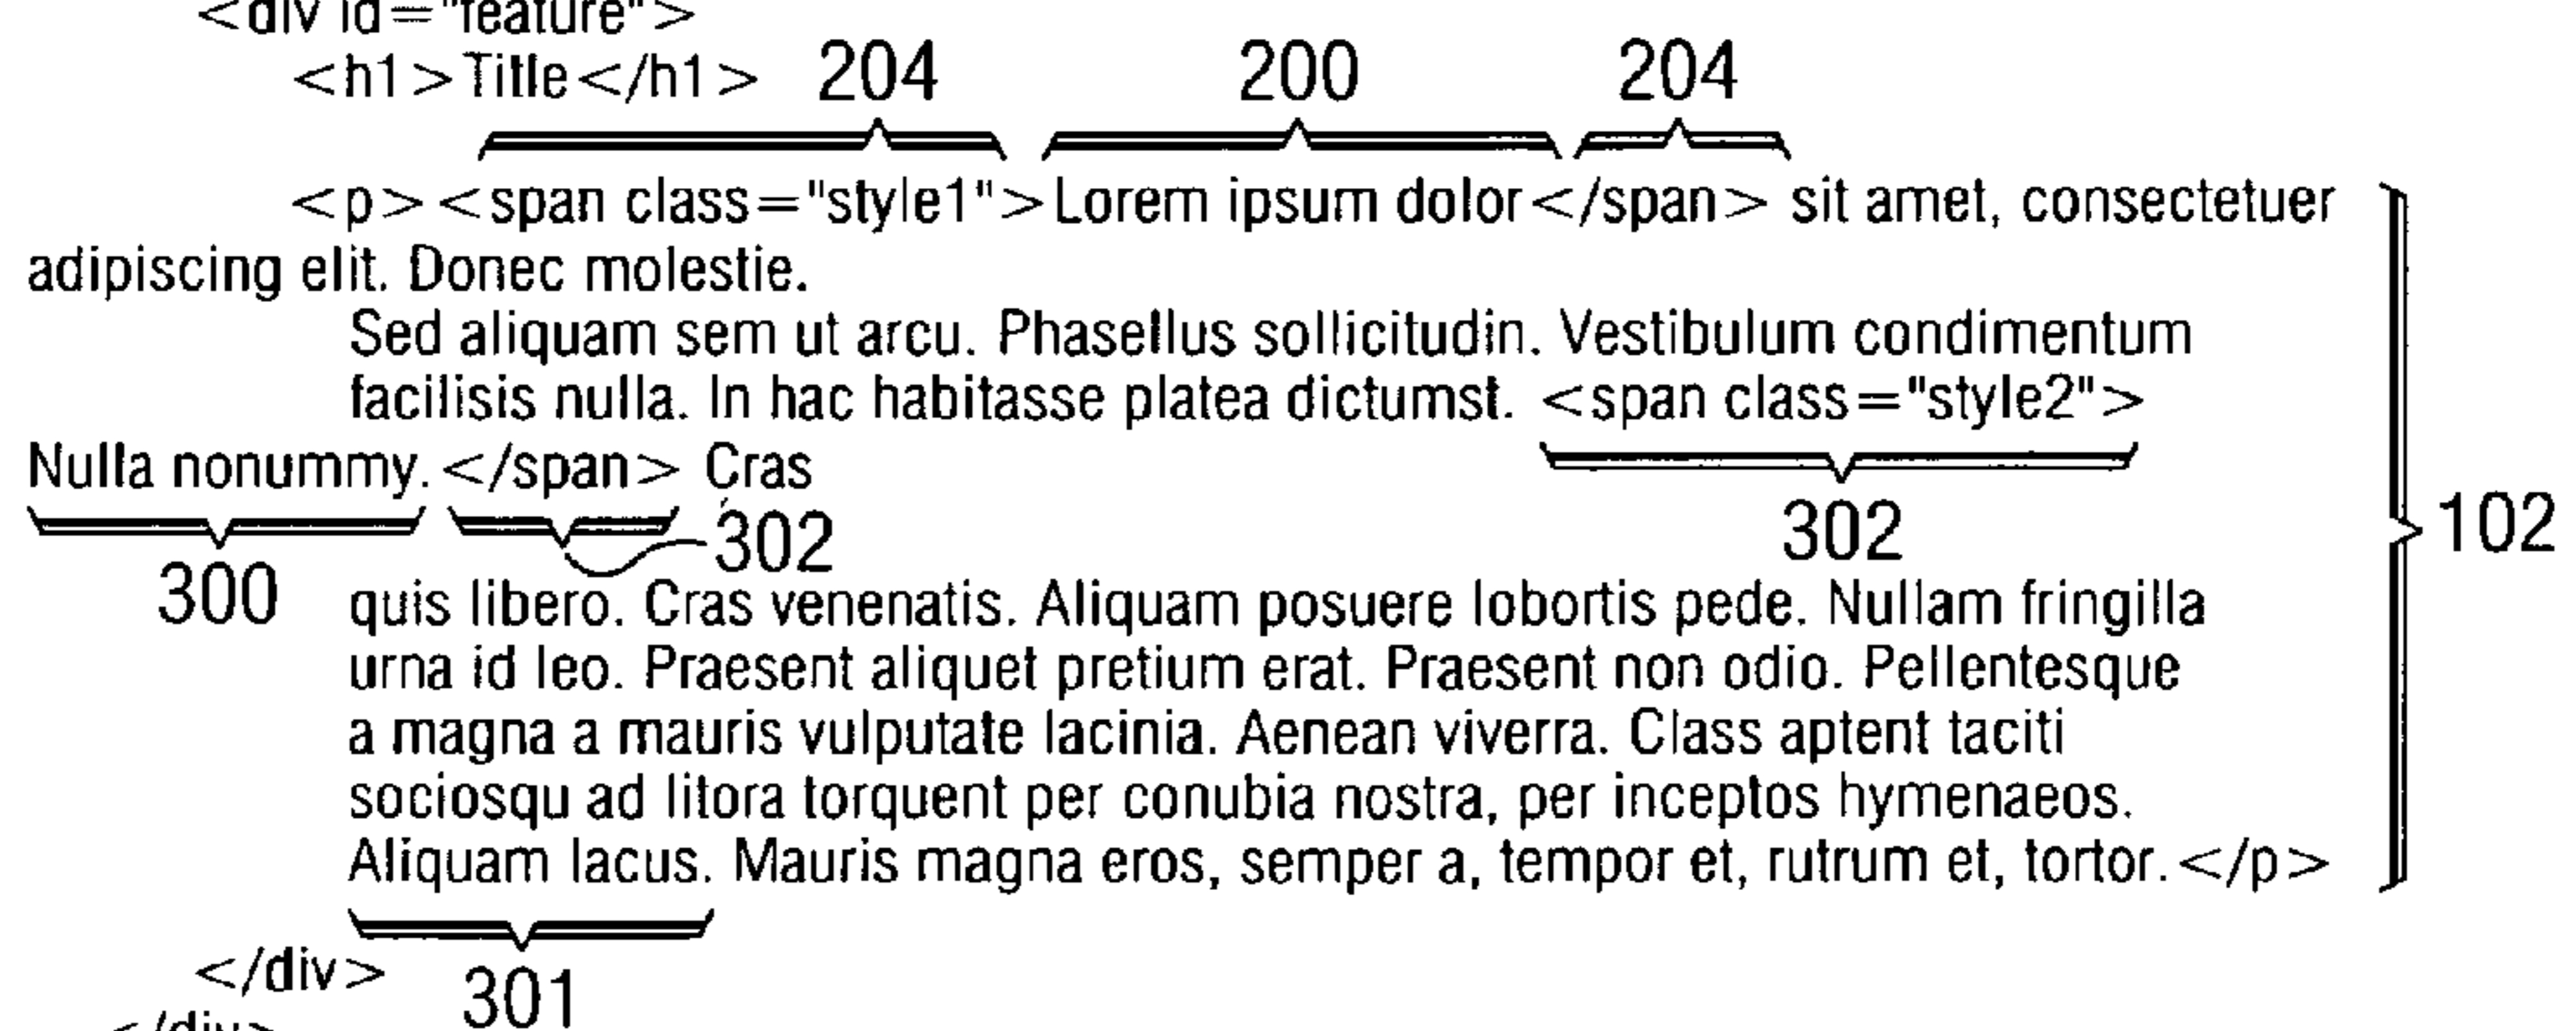 <div id="feature">
<h1>Title</h1>
204 200 204
<p><span class="style1">Lorem ipsum dolor</span> sit amet, consectetuer
adipiscing elit. Donec molestie.
Sed aliquam sem ut arcu. Phasellus sollicitudin. Vestibulum condimentum
facilisis nulla. In hac habitasse platea dictumst. <span class="style2">
Nulla nonummy.</span> Cras
302 302 102
300
quis libero. Cras venenatis. Aliquam posuere lobortis pede. Nullam fringilla
urna id leo. Praesent aliquet pretium erat. Praesent non odio. Pellentesque
a magna a mauris vulputate lacinia. Aenean viverra. Class aptent taciti
sociosqu ad litora torquent per conubia nostra, per inceptos hymenaeos.
Aliquam lacus. Mauris magna eros, semper a, tempor et, rutrum et, tortor.</p>
</div>
301
</div>